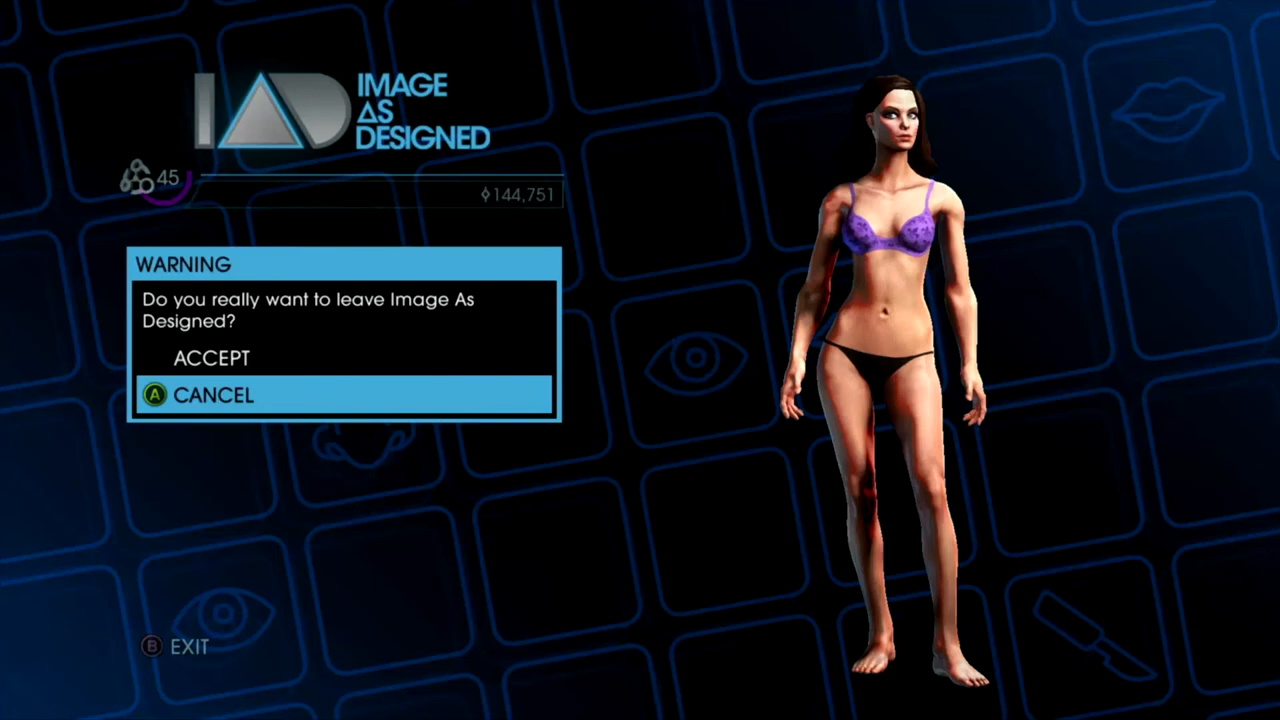 IAD
IMAGE
AS
DESIGNED
45
144,751
WARNING
Do you really want to leave Image As
Designed?
ACCEPT
A CANCEL
B EXIT